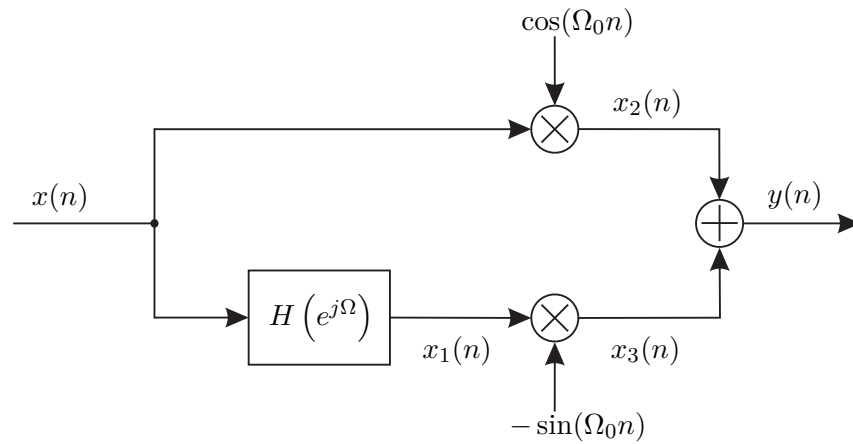 cos(Ω₀n)
x₂(n)
x(n)
y(n)
H(e^{jΩ})
x₁(n)
x₃(n)
− sin(Ω₀n)